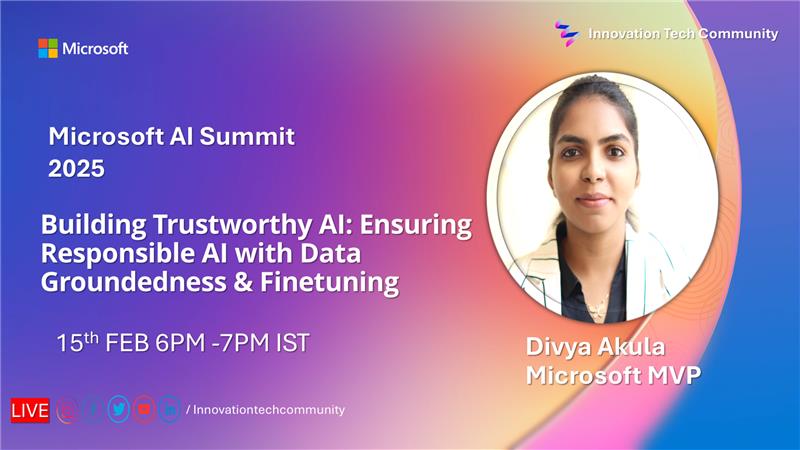 Microsoft
Innovation Tech Community
Microsoft AI Summit
2025
Building Trustworthy AI: Ensuring
Responsible AI with Data
Groundedness & Finetuning
15th FEB 6PM -7PM IST
Divya Akula
Microsoft MVP
LIVE
/ Innovationtechcommunity